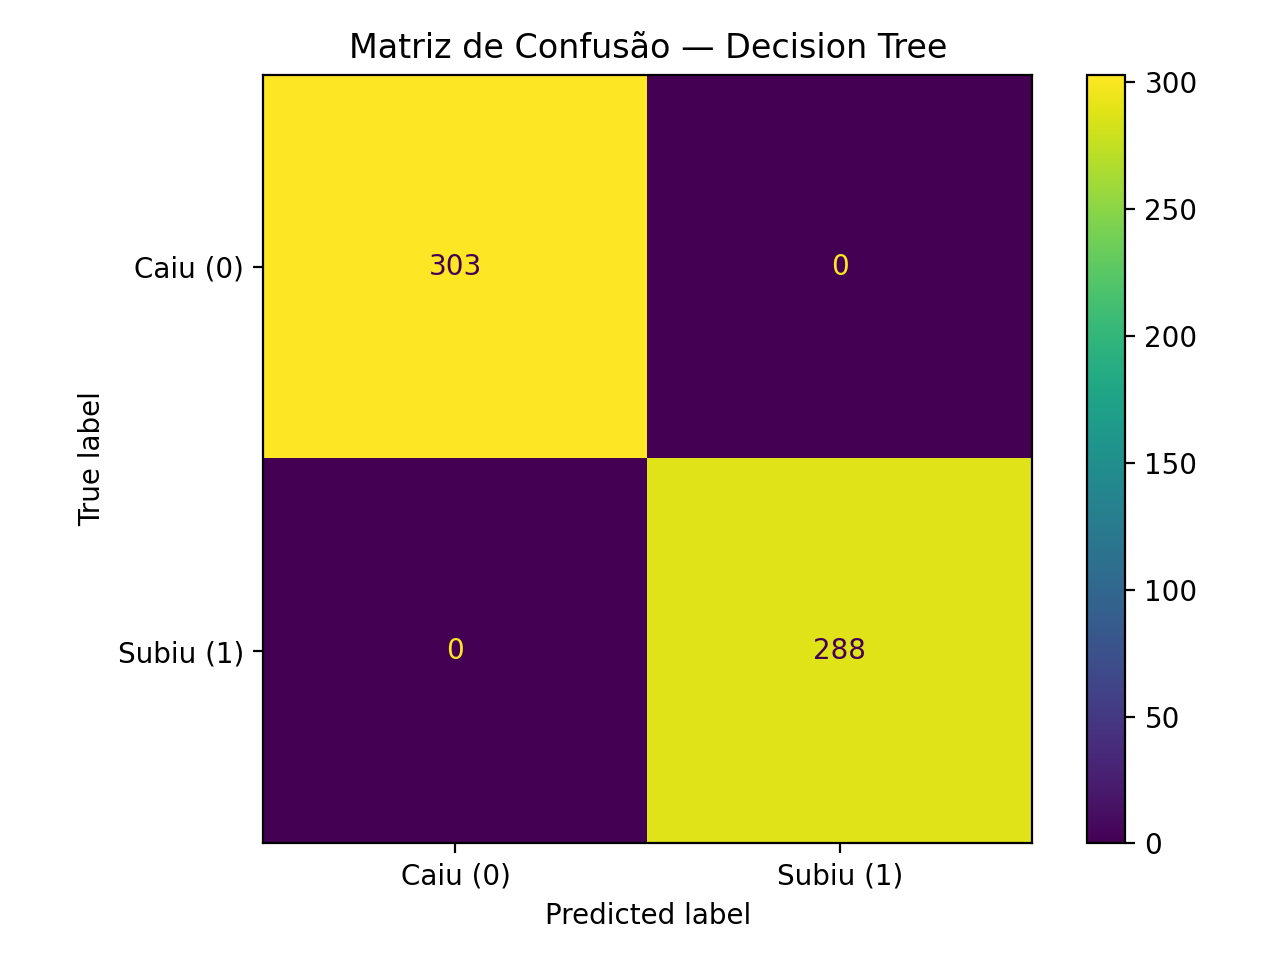 Matriz de Confusão — Decision Tree
True label
Caiu (0)
303
0
Subiu (1)
0
288
Caiu (0)
Subiu (1)
Predicted label
300
250
200
150
100
50
0